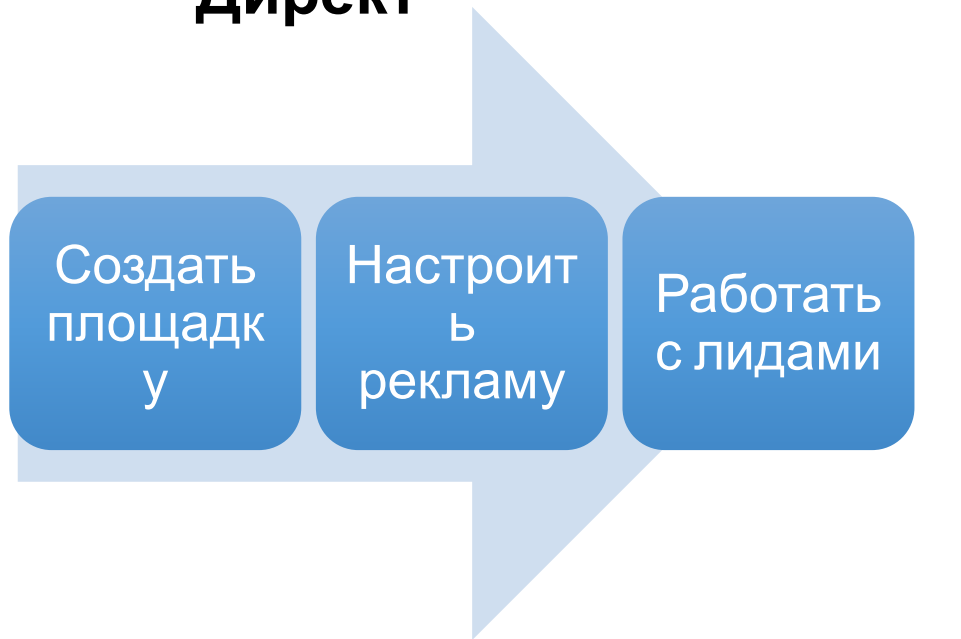 Директ
Создать
площадк
у
Настроит
ь
рекламу
Работать
с лидами